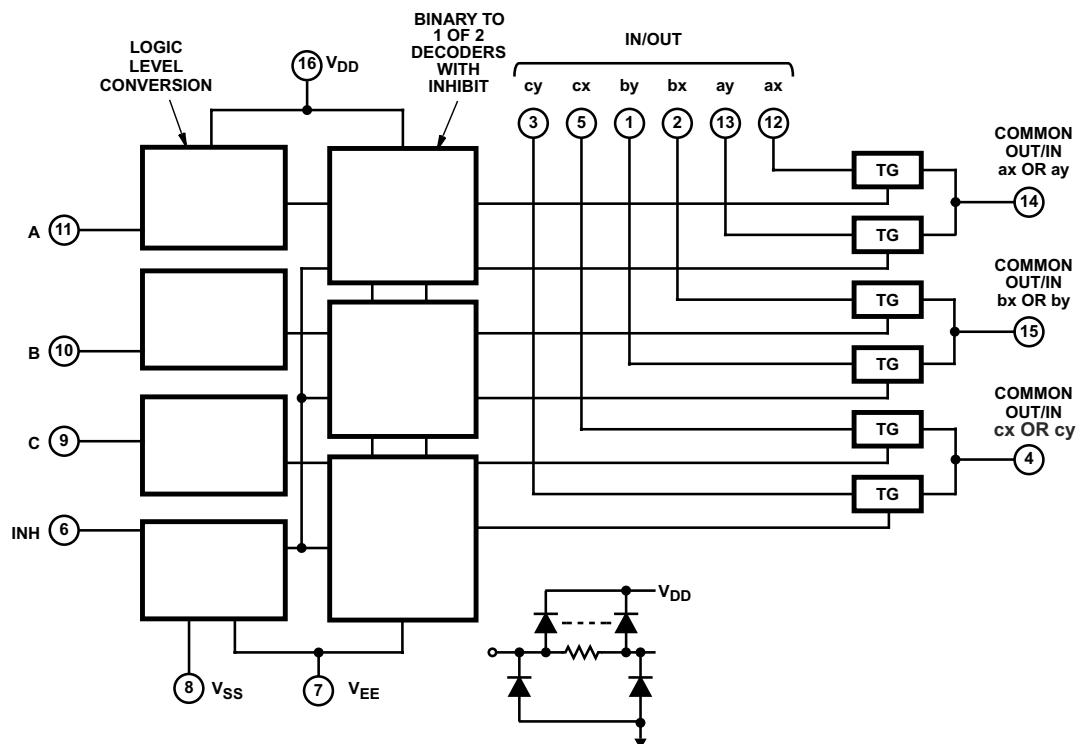 LOGIC
LEVEL
CONVERSION
16 VDD
BINARY TO
1 OF 2
DECODERS
WITH
INHIBIT
IN/OUT
cy cx by bx ay ax
3 5 1 2 13 12
COMMON
OUT/IN
ax OR ay
14
TG
TG
A 11
COMMON
OUT/IN
bx OR by
15
TG
TG
B 10
COMMON
OUT/IN
cx OR cy
4
TG
TG
C 9
INH 6
8 VSS
7 VEE
VDD